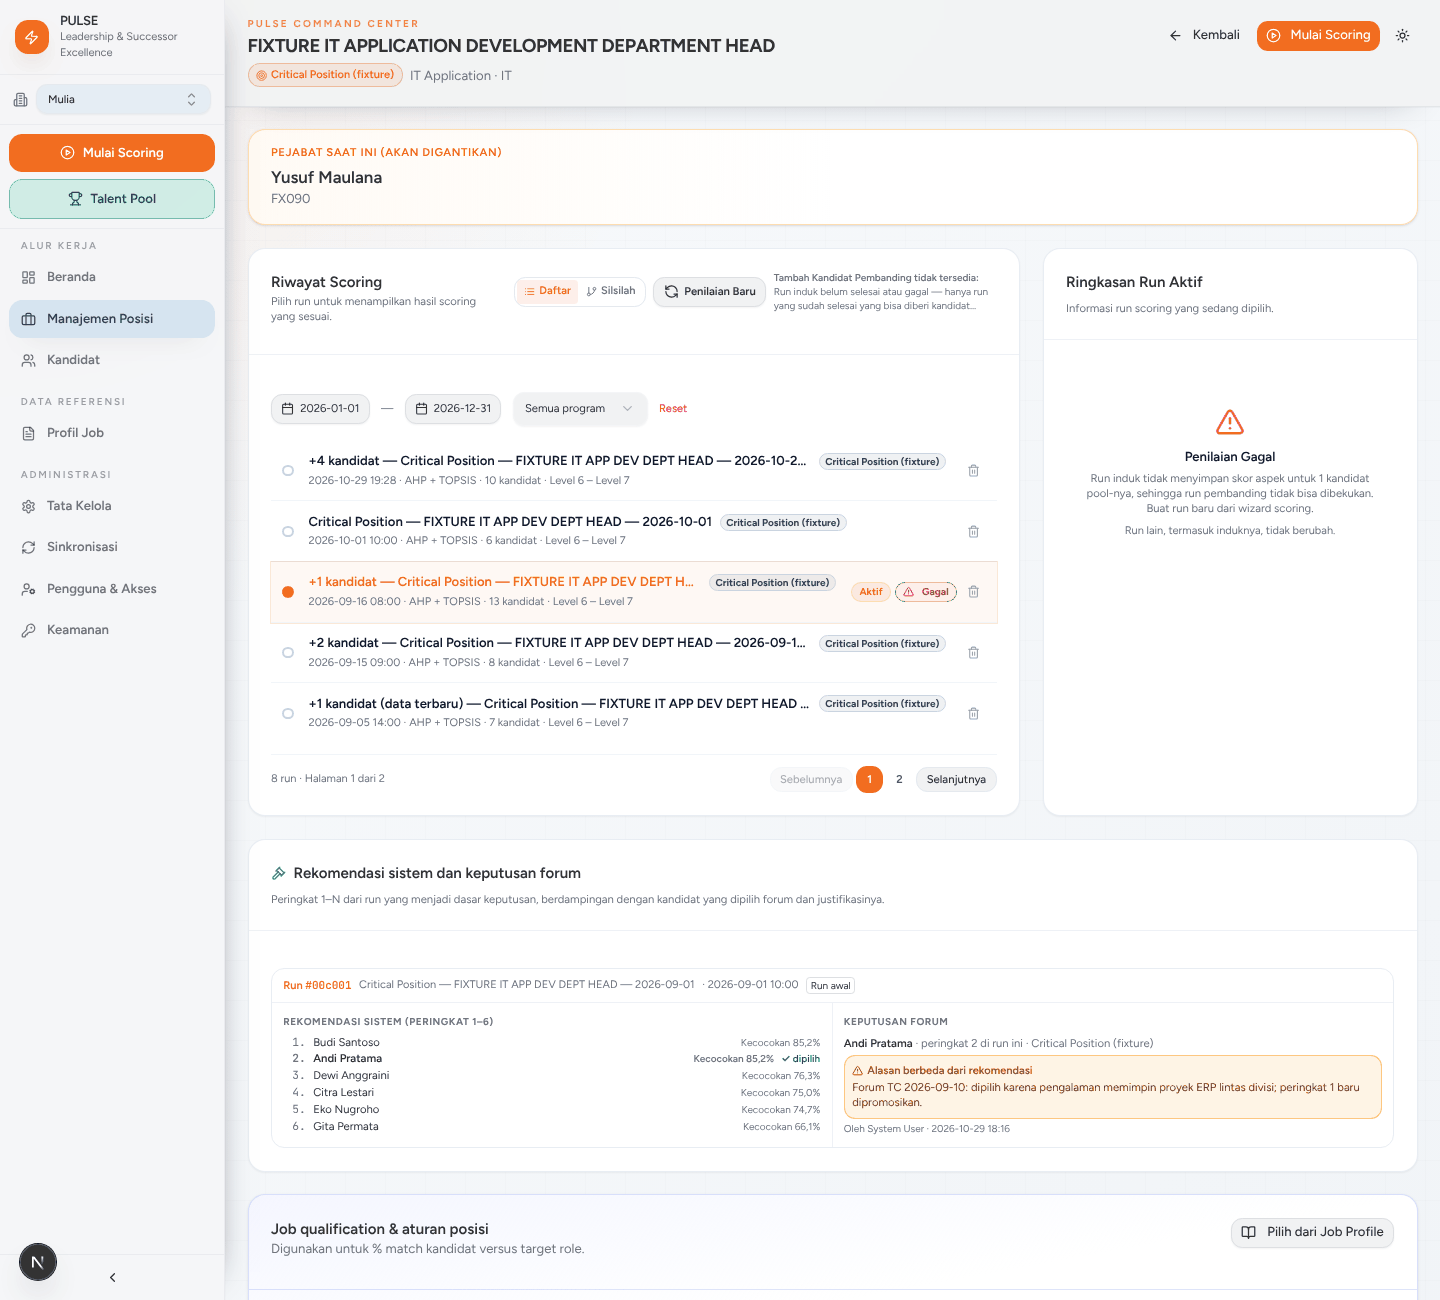 PULSE
Leadership & Successor
Excellence
Mulia
Mulai Scoring
Talent Pool
ALUR KERJA
Beranda
Manajemen Posisi
Kandidat
DATA REFERENSI
Profil Job
ADMINISTRASI
Tata Kelola
Sinkronisasi
Pengguna & Akses
Keamanan
N
PULSE COMMAND CENTER
FIXTURE IT APPLICATION DEVELOPMENT DEPARTMENT HEAD
Critical Position (fixture)
IT Application · IT
Kembali
Mulai Scoring
PEJABAT SAAT INI (AKAN DIGANTIKAN)
Yusuf Maulana
FX090
Riwayat Scoring
Pilih run untuk menampilkan hasil scoring
yang sesuai.
Daftar
Silsilah
Penilaian Baru
Tambah Kandidat Pembanding tidak tersedia:
Run induk belum selesai atau gagal — hanya run
yang sudah selesai yang bisa diberi kandidat...
2026-01-01
—
2026-12-31
Semua program
Reset
+4 kandidat — Critical Position — FIXTURE IT APP DEV DEPT HEAD — 2026-10-2...
Critical Position (fixture)
2026-10-29 19:28 · AHP + TOPSIS · 10 kandidat · Level 6 – Level 7
Critical Position — FIXTURE IT APP DEV DEPT HEAD — 2026-10-01
Critical Position (fixture)
2026-10-01 10:00 · AHP + TOPSIS · 6 kandidat · Level 6 – Level 7
+1 kandidat — Critical Position — FIXTURE IT APP DEV DEPT H...
Critical Position (fixture)
2026-09-16 08:00 · AHP + TOPSIS · 13 kandidat · Level 6 – Level 7
Aktif
Gagal
+2 kandidat — Critical Position — FIXTURE IT APP DEV DEPT HEAD — 2026-09-1...
Critical Position (fixture)
2026-09-15 09:00 · AHP + TOPSIS · 8 kandidat · Level 6 – Level 7
+1 kandidat (data terbaru) — Critical Position — FIXTURE IT APP DEV DEPT HEAD ...
Critical Position (fixture)
2026-09-05 14:00 · AHP + TOPSIS · 7 kandidat · Level 6 – Level 7
8 run · Halaman 1 dari 2
Sebelumnya
1
2
Selanjutnya
Ringkasan Run Aktif
Informasi run scoring yang sedang dipilih.
Penilaian Gagal
Run induk tidak menyimpan skor aspek untuk 1 kandidat
pool-nya, sehingga run pembanding tidak bisa dibekukan.
Buat run baru dari wizard scoring.
Run lain, termasuk induknya, tidak berubah.
Rekomendasi sistem dan keputusan forum
Peringkat 1–N dari run yang menjadi dasar keputusan, berdampingan dengan kandidat yang dipilih forum dan justifikasinya.
Run #00c001 Critical Position — FIXTURE IT APP DEV DEPT HEAD — 2026-09-01 · 2026-09-01 10:00 Run awal
REKOMENDASI SISTEM (PERINGKAT 1–6)
1. Budi Santoso Kecocokan 85,2%
2. Andi Pratama Kecocokan 85,2% ✓ dipilih
3. Dewi Anggraini Kecocokan 76,3%
4. Citra Lestari Kecocokan 75,0%
5. Eko Nugroho Kecocokan 74,7%
6. Gita Permata Kecocokan 66,1%
KEPUTUSAN FORUM
Andi Pratama · peringkat 2 di run ini · Critical Position (fixture)
Alasan berbeda dari rekomendasi
Forum TC 2026-09-10: dipilih karena pengalaman memimpin proyek ERP lintas divisi; peringkat 1 baru
dipromosikan.
Oleh System User · 2026-10-29 18:16
Job qualification & aturan posisi
Digunakan untuk % match kandidat versus target role.
Pilih dari Job Profile